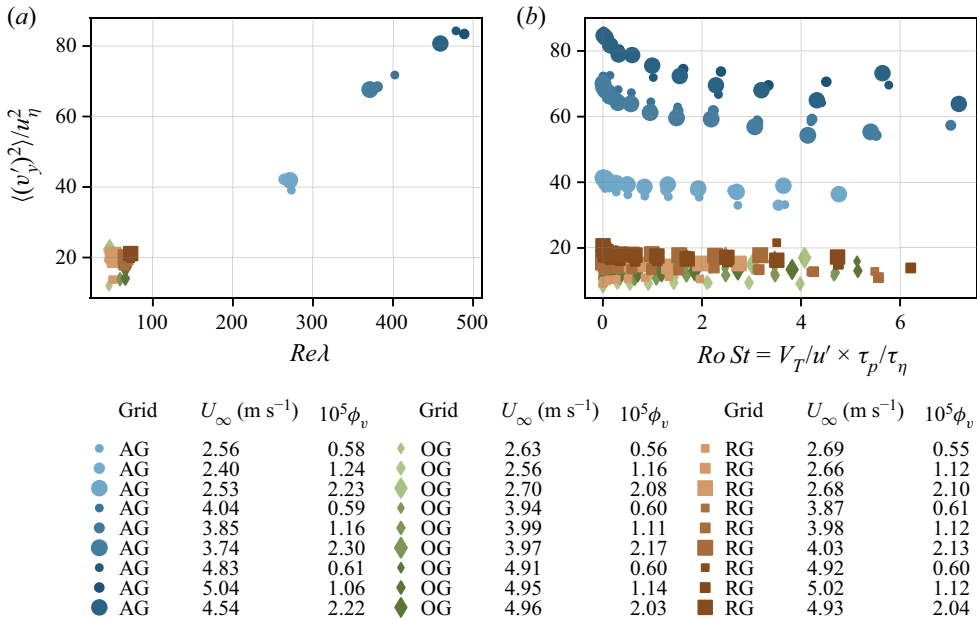 (a)
(b)
80
60
40
20
⟨(v′y)²⟩/u²η
100 200 300 400 500
Reλ
80
60
40
20
0 2 4 6
Ro St = V_T/u′ × τ_p/τ_η
Grid U∞ (m s⁻¹) 10⁵ϕv Grid U∞ (m s⁻¹) 10⁵ϕv Grid U∞ (m s⁻¹) 10⁵ϕv
AG 2.56 0.58 OG 2.63 0.56 RG 2.69 0.55
AG 2.40 1.24 OG 2.56 1.16 RG 2.66 1.12
AG 2.53 2.23 OG 2.70 2.08 RG 2.68 2.10
AG 4.04 0.59 OG 3.94 0.60 RG 3.87 0.61
AG 3.85 1.16 OG 3.99 1.11 RG 3.98 1.12
AG 3.74 2.30 OG 3.97 2.17 RG 4.03 2.13
AG 4.83 0.61 OG 4.91 0.60 RG 4.92 0.60
AG 5.04 1.06 OG 4.95 1.14 RG 5.02 1.12
AG 4.54 2.22 OG 4.96 2.03 RG 4.93 2.04